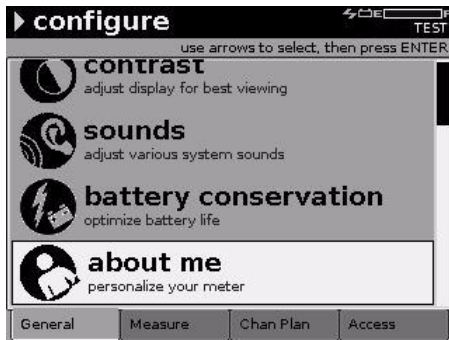 configure
E F
TEST
use arrows to select, then press ENTER
contrast
adjust display for best viewing
sounds
adjust various system sounds
battery conservation
optimize battery life
about me
personalize your meter
General Measure Chan Plan Access